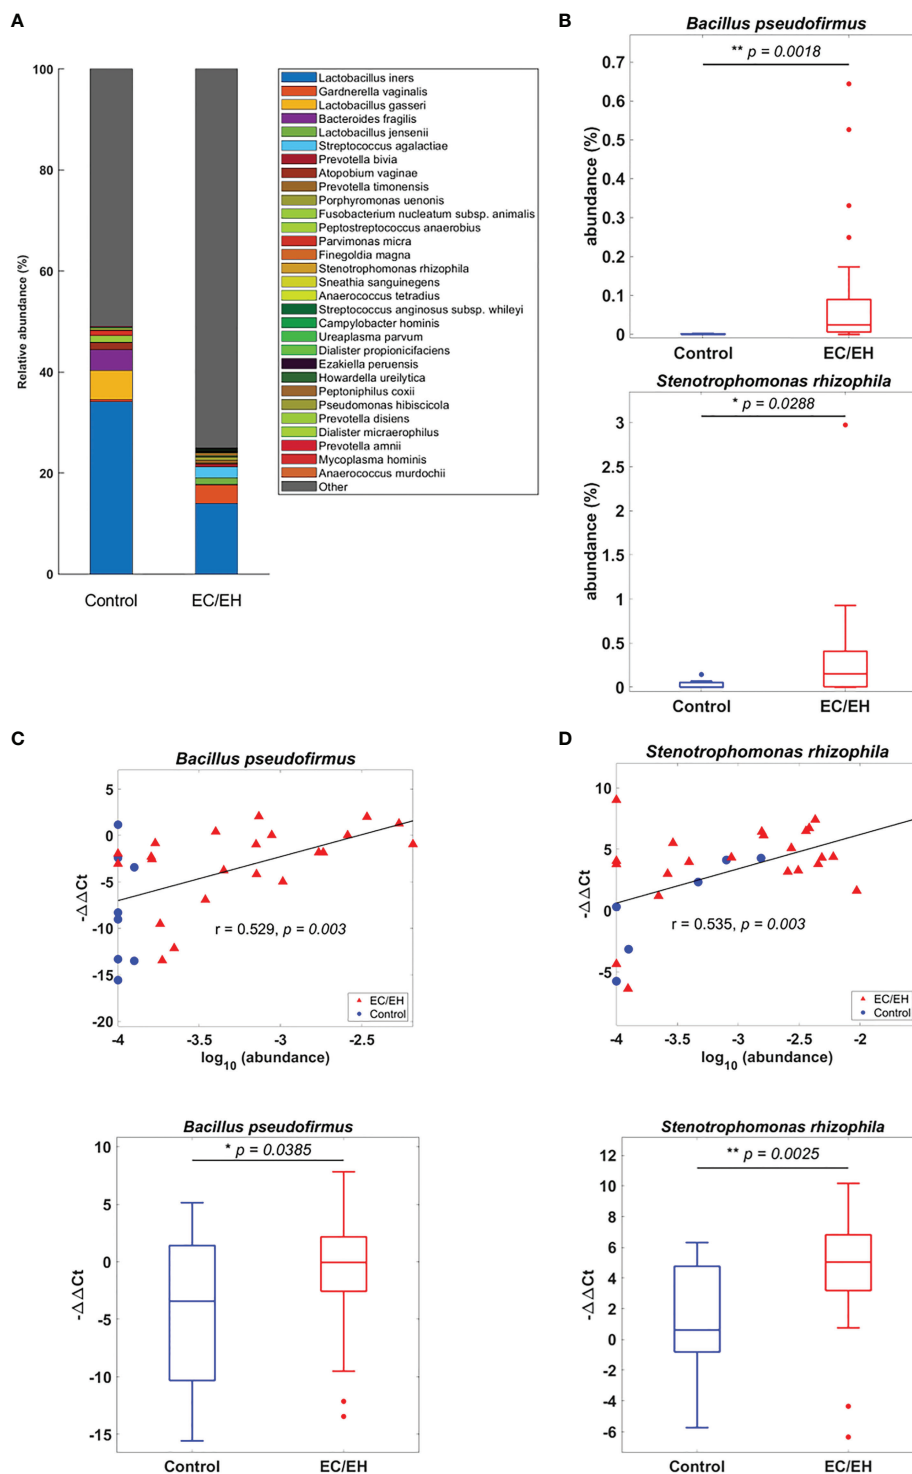 A
Relative abundance (%)
100
80
60
40
20
0
Control
EC/EH
Lactobacillus iners
Gardnerella vaginalis
Lactobacillus gasseri
Bacteroides fragilis
Lactobacillus jensenii
Streptococcus agalactiae
Prevotella bivia
Atopobium vaginae
Prevotella timonensis
Porphyromonas uenonis
Fusobacterium nucleatum subsp. animalis
Peptostreptococcus anaerobius
Parvimonas micra
Finegoldia magna
Stenotrophomonas rhizophila
Sneathia sanguinegens
Anaerococcus tetradius
Streptococcus anginosus subsp. whileyi
Campylobacter hominis
Ureaplasma parvum
Dialister propionicifaciens
Ezakiella peruensis
Howardella ureilytica
Peptoniphilus coxii
Pseudomonas hibiscicola
Prevotella disiens
Dialister micraerophilus
Prevotella amnii
Mycoplasma hominis
Anaerococcus murdochii
Other
B
Bacillus pseudofirmus
** p = 0.0018
abundance (%)
0.7
0.6
0.5
0.4
0.3
0.2
0.1
0
Control
EC/EH
Stenotrophomonas rhizophila
* p = 0.0288
abundance (%)
3
2.5
2
1.5
1
0.5
0
Control
EC/EH
C
Bacillus pseudofirmus
-△△Ct
5
0
-5
-10
-15
-20
r = 0.529, p = 0.003
EC/EH
Control
-4
-3.5
-3
-2.5
log10 (abundance)
Bacillus pseudofirmus
* p = 0.0385
-△△Ct
10
5
0
-5
-10
-15
Control
EC/EH
D
Stenotrophomonas rhizophila
-△△Ct
10
5
0
-5
r = 0.535, p = 0.003
EC/EH
Control
-4
-3.5
-3
-2.5
-2
log10 (abundance)
Stenotrophomonas rhizophila
** p = 0.0025
-△△Ct
12
10
8
6
4
2
0
-2
-4
-6
Control
EC/EH